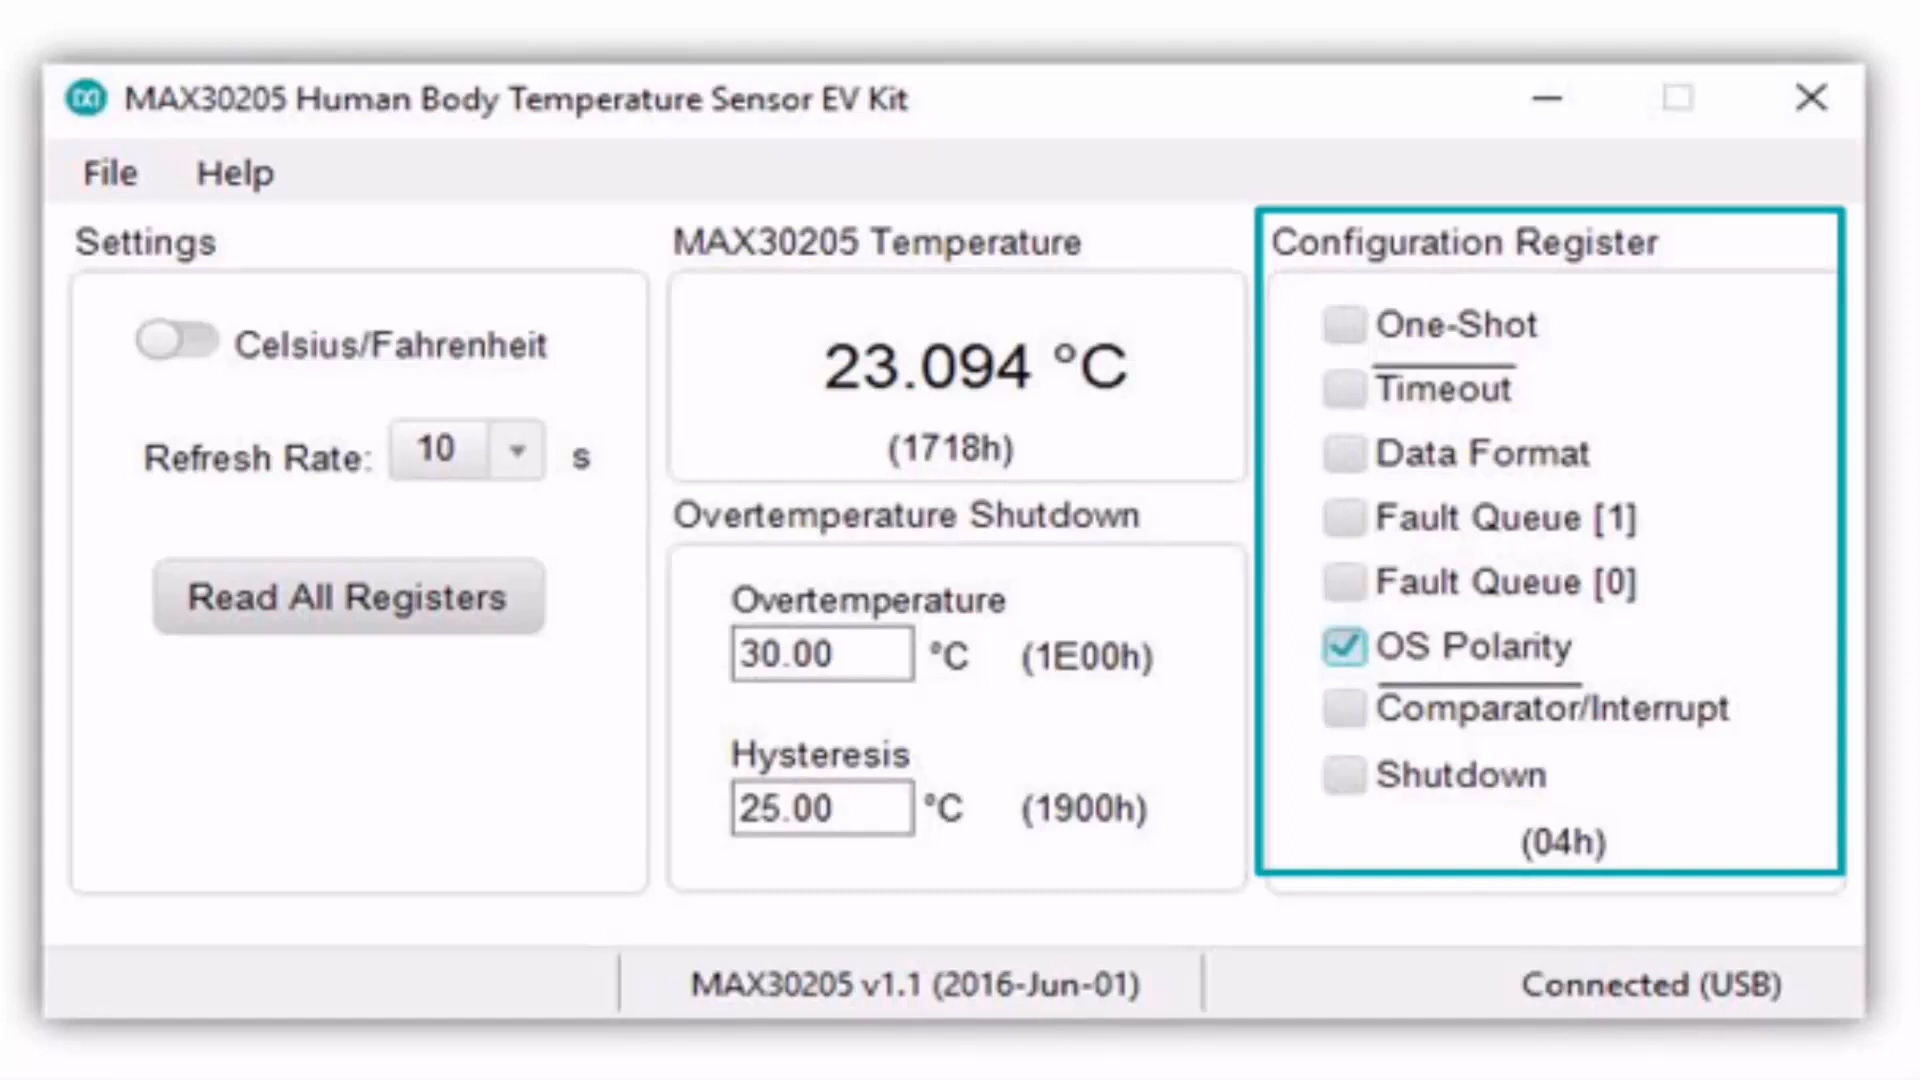 MAX30205 Human Body Temperature Sensor EV Kit
File Help
Settings
Celsius/Fahrenheit
Refresh Rate: 10 s
Read All Registers
MAX30205 Temperature
23.094 °C
(1718h)
Overtemperature Shutdown
Overtemperature
30.00 °C (1E00h)
Hysteresis
25.00 °C (1900h)
Configuration Register
One-Shot
Timeout
Data Format
Fault Queue [1]
Fault Queue [0]
OS Polarity
Comparator/Interrupt
Shutdown
(04h)
MAX30205 v1.1 (2016-Jun-01)
Connected (USB)